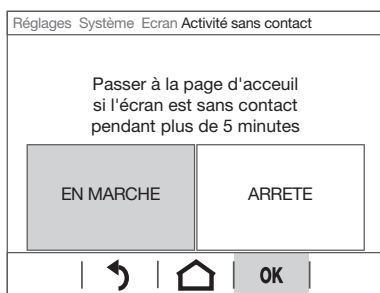 Réglages Système Ecran Activité sans contact
Passer à la page d'acceuil
si l'écran est sans contact
pendant plus de 5 minutes
EN MARCHE ARRETE
OK